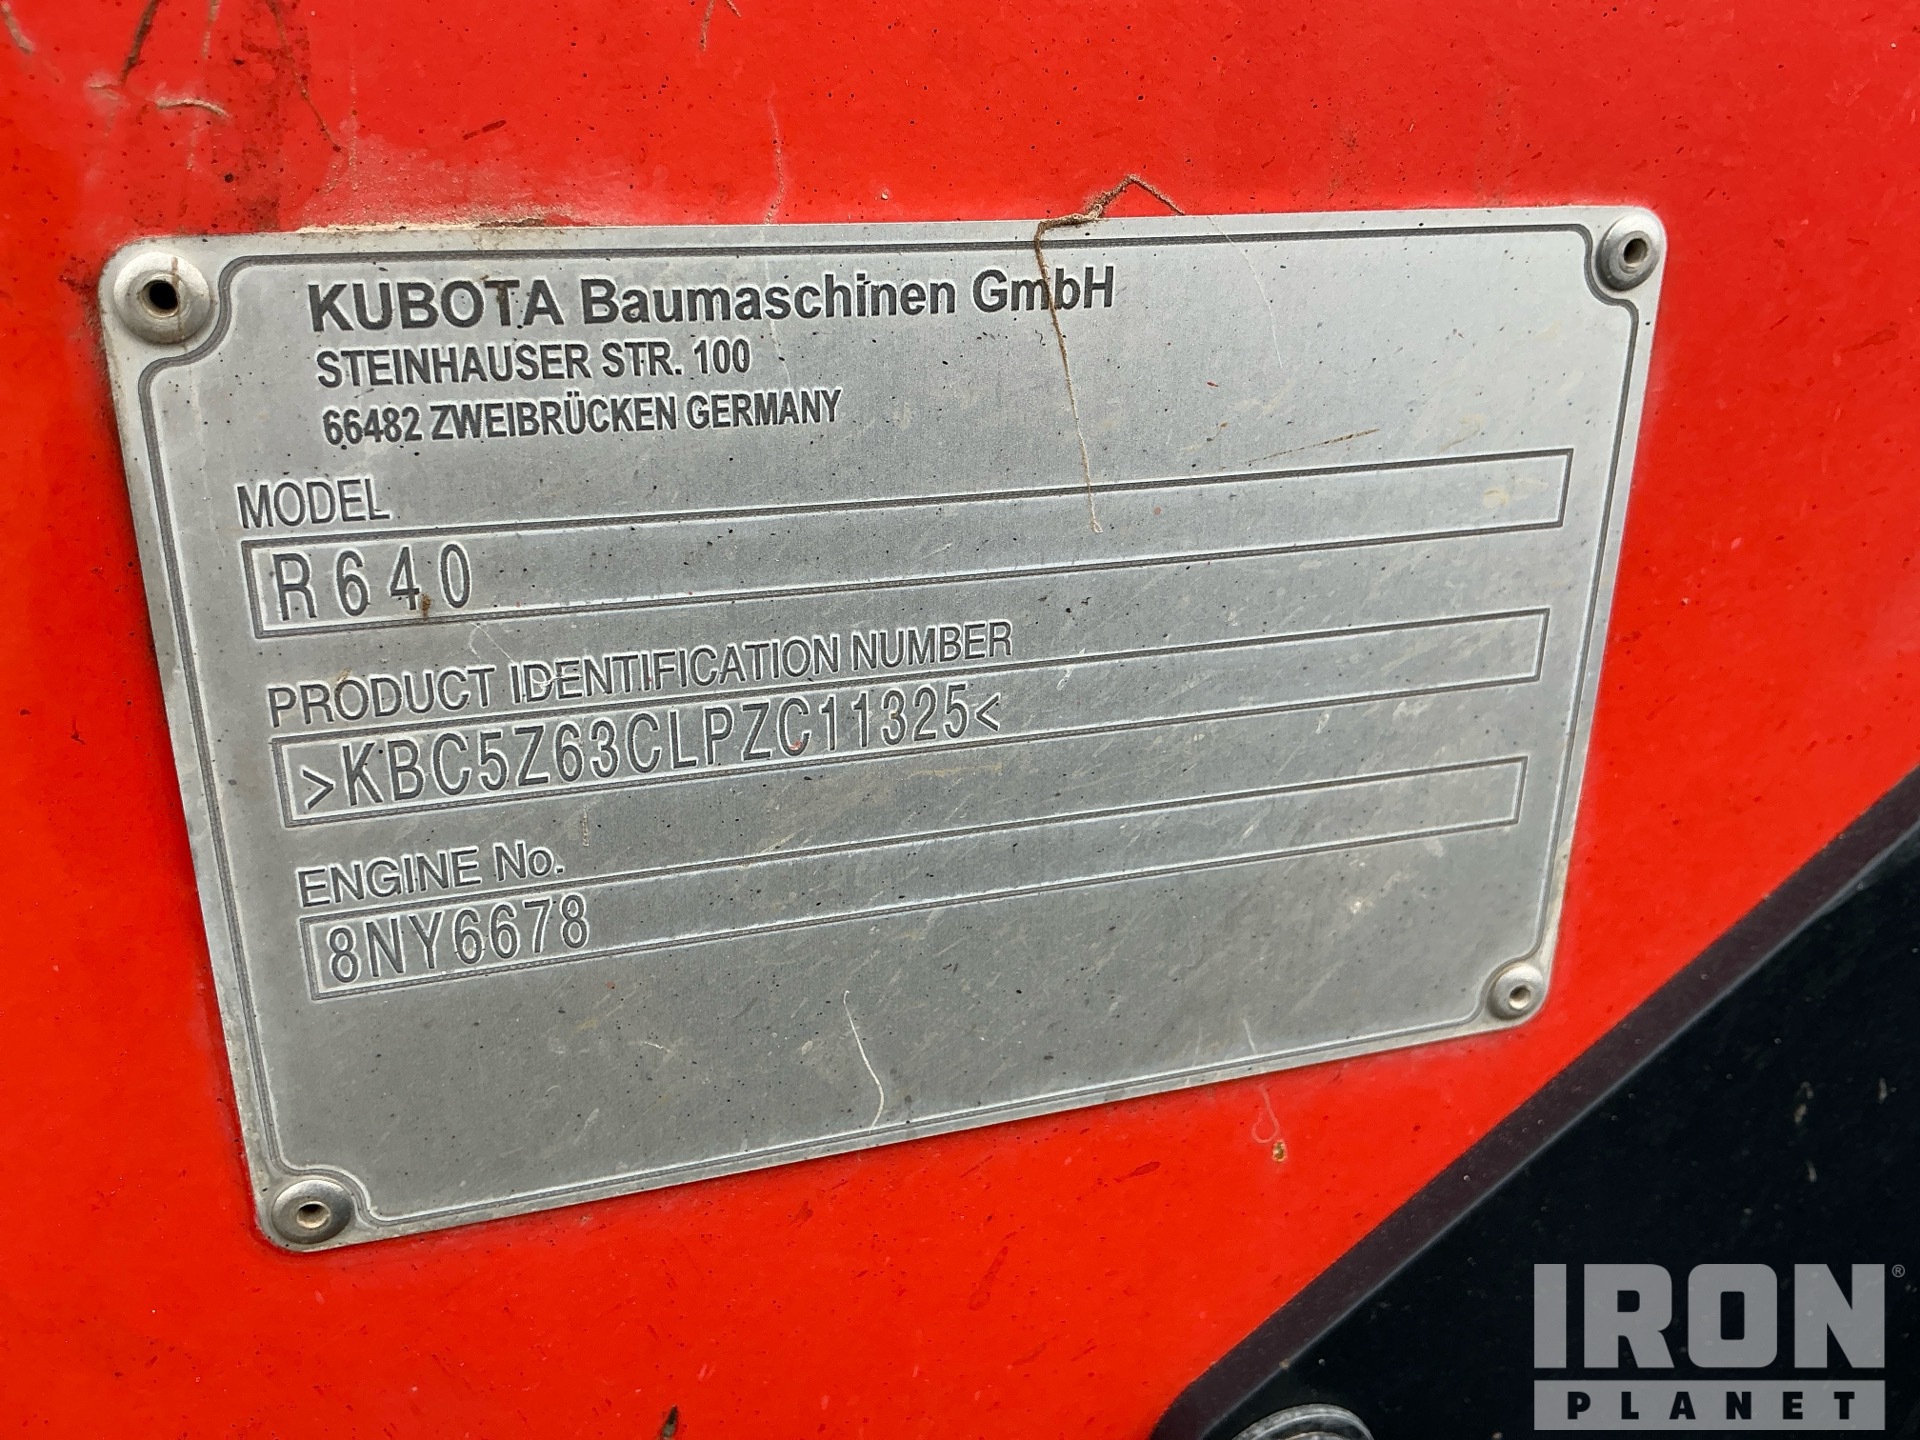 KUBOTA Baumaschinen GmbH
STEINHAUSER STR. 100
66482 ZWEIBRÜCKEN GERMANY
MODEL
R640
PRODUCT IDENTIFICATION NUMBER
>KBC5Z63CLPZC11325<
ENGINE No.
8NY6678
IRON®
PLANET